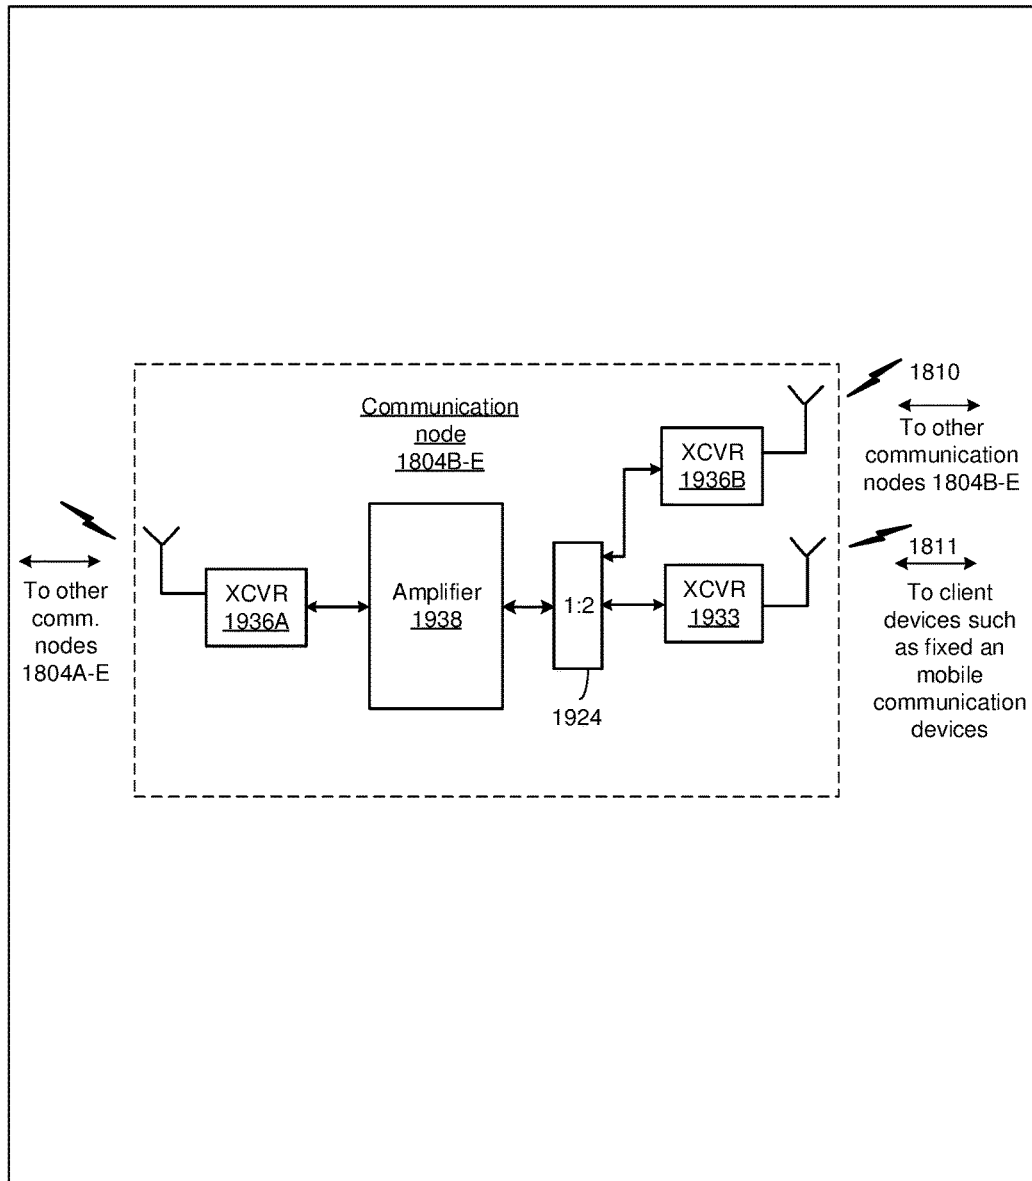 Communication
node
1804B-E
To other
comm.
nodes
1804A-E
XCVR
1936A
Amplifier
1938
1:2
1924
XCVR
1936B
XCVR
1933
1810
To other
communication
nodes 1804B-E
1811
To client
devices such
as fixed an
mobile
communication
devices